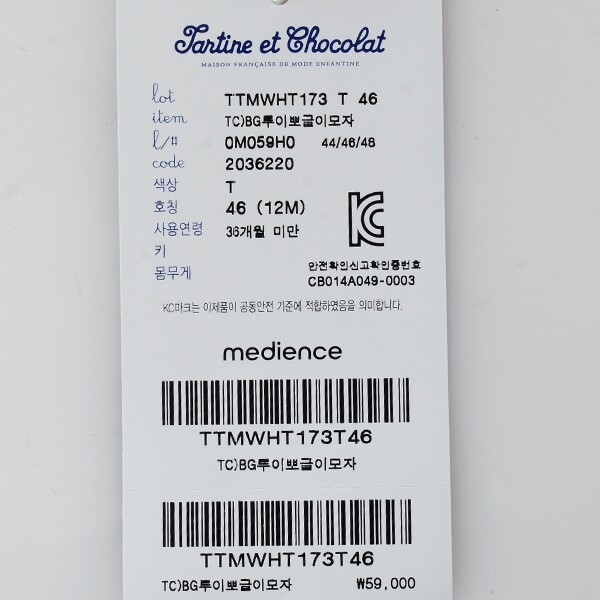 Tartine et Chocolat
MAISON FRANÇAISE DE MODE ENFANTINE
lot TTMWHT173 T 46
item TC)BG투이뽀글이모자
l/# 0M059H0 44/46/48
code 2036220
색상 T
호칭 46 (12M)
사용연령 36개월 미만
키
몸무게
KC
안전확인신고확인증번호
CB014A049-0003
KC마크는 이제품이 공통안전 기준에 적합하였음을 의미합니다.
medience
TTMWHT173T46
TC)BG투이뽀글이모자
TTMWHT173T46
TC)BG투이뽀글이모자 ₩59,000